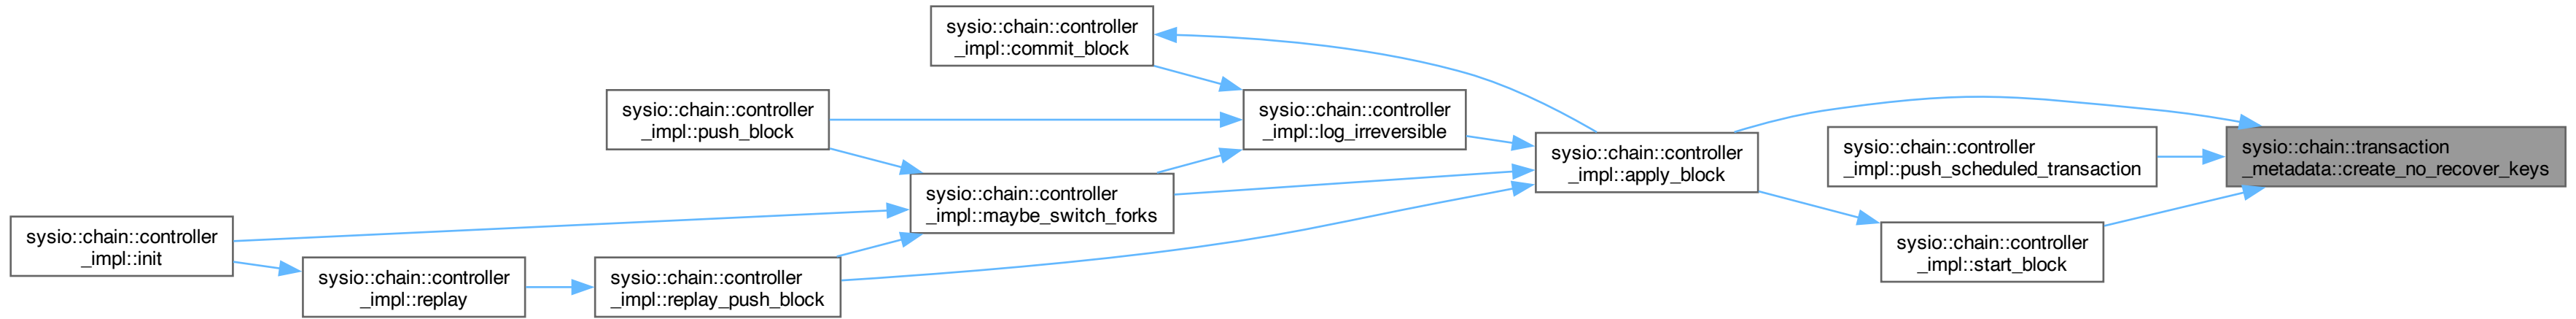 sysio::chain::controller
_impl::commit_block
sysio::chain::controller
_impl::push_block
sysio::chain::controller
_impl::log_irreversible
sysio::chain::controller
_impl::apply_block
sysio::chain::controller
_impl::push_scheduled_transaction
sysio::chain::transaction
_metadata::create_no_recover_keys
sysio::chain::controller
_impl::maybe_switch_forks
sysio::chain::controller
_impl::init
sysio::chain::controller
_impl::replay
sysio::chain::controller
_impl::replay_push_block
sysio::chain::controller
_impl::start_block